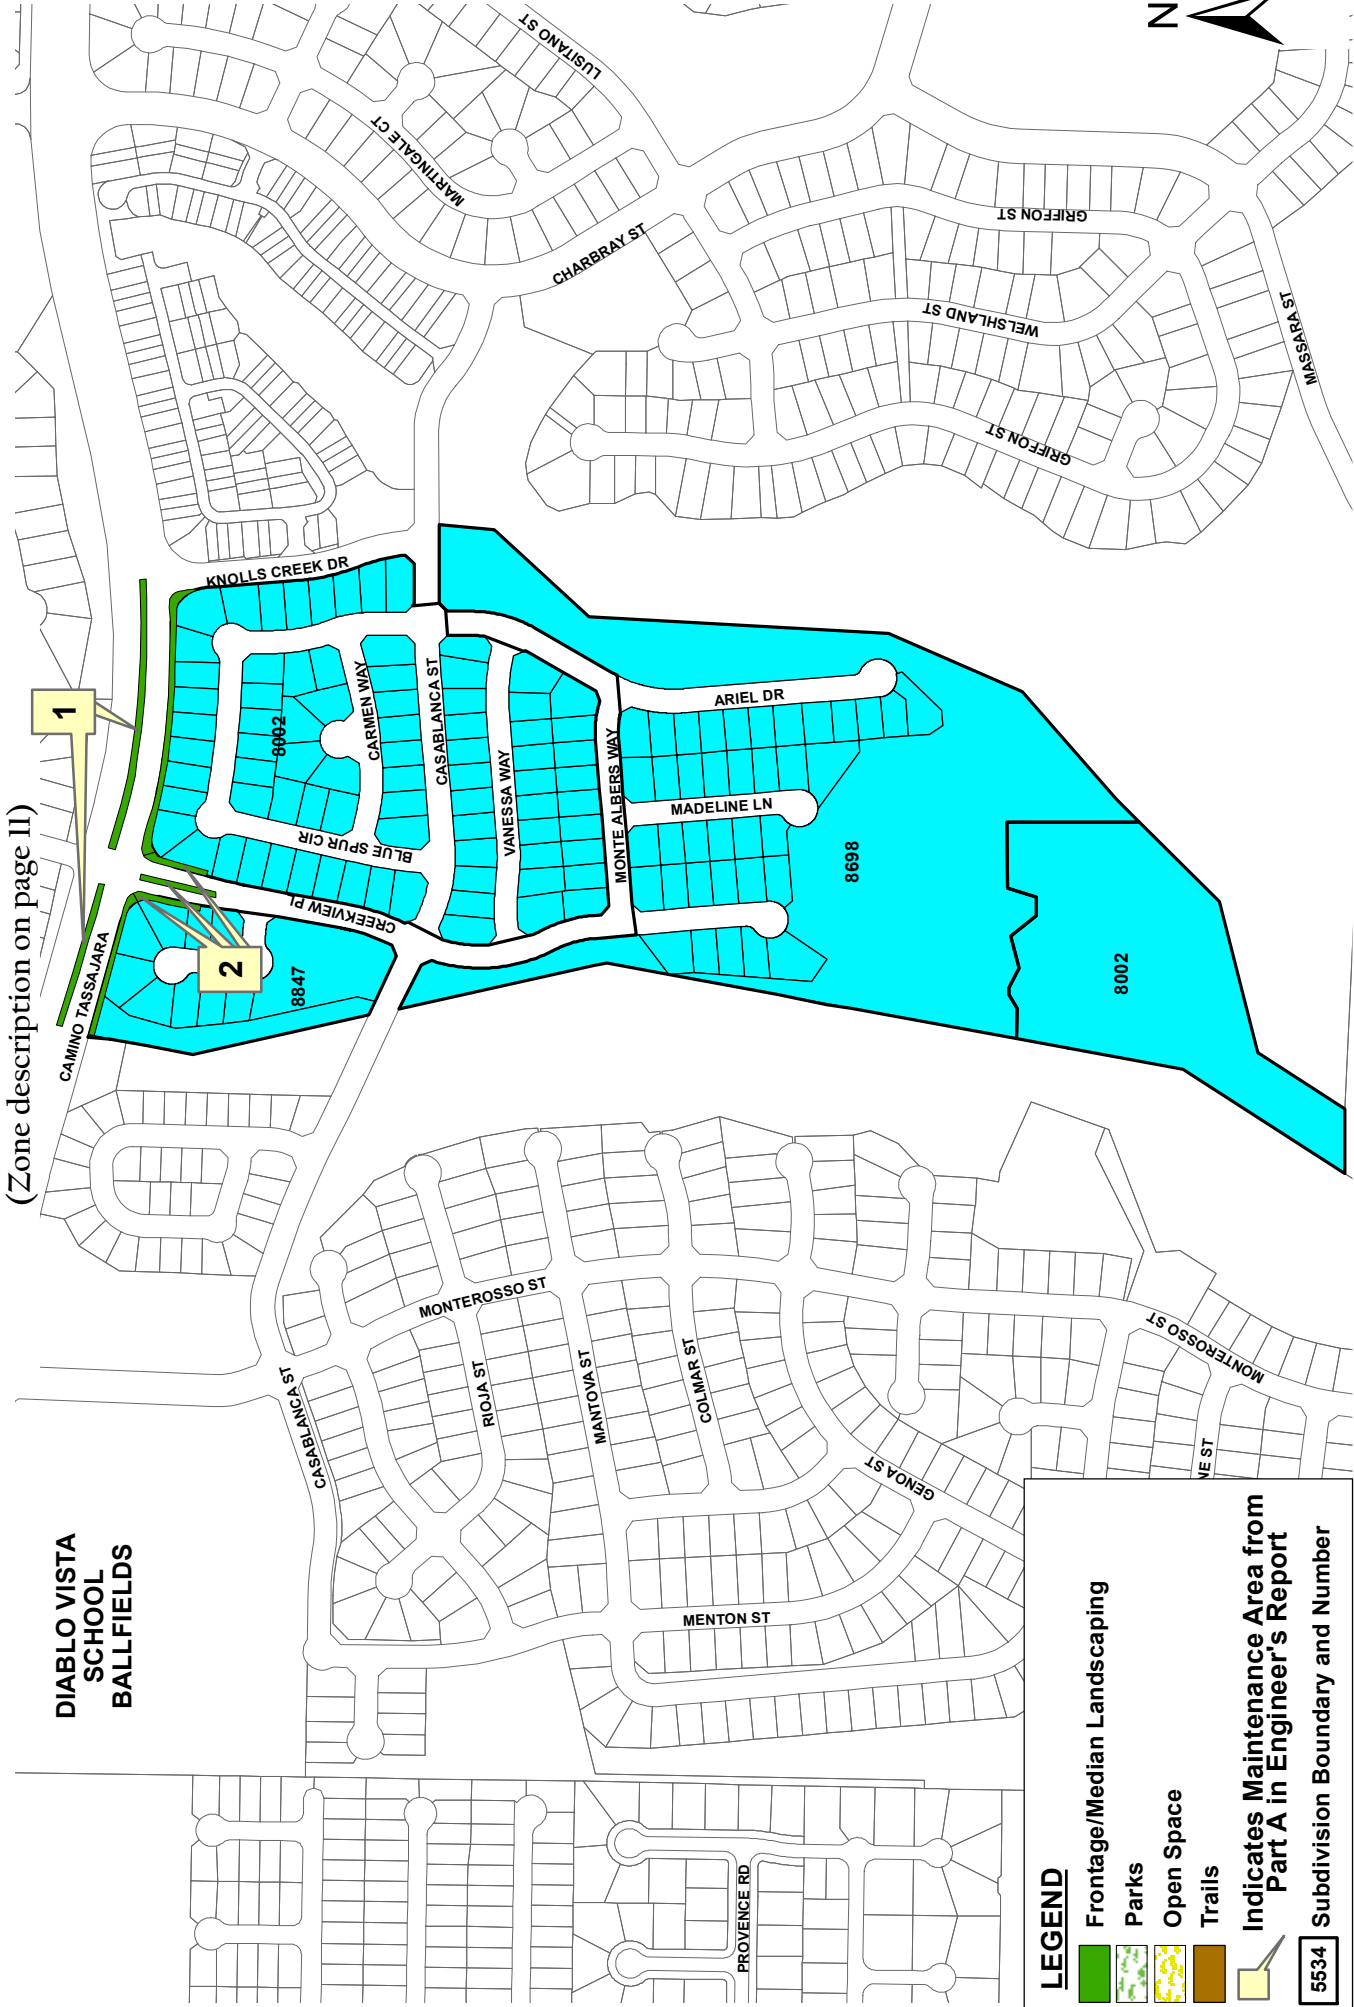 (Zone description on page 11)
N
1
2
CAMINO TASSAJARA
KNOLLS CREEK DR
8002
CARMEN WAY
CASABLANCA ST
BLUE SPUR CIR
VANESSA WAY
CREEKVIEW PL
8847
MONTE ALBERS WAY
ARIEL DR
MADELINE LN
8698
8002
LUSITANO ST
MARTINGALE CT
CHARBRAY ST
GRIFFON ST
WELSHLAND ST
GRIFFON ST
MASSARA ST
DIABLO VISTA
SCHOOL
BALLFIELDS
CASABLANCA ST
MONTEROSSO ST
RIOJA ST
MANTOVA ST
COLMAR ST
GENOA ST
MONTEROSSO ST
NE ST
MENTON ST
PROVENCE RD
LEGEND
Frontage/Median Landscaping
Parks
Open Space
Trails
Indicates Maintenance Area from
Part A in Engineer's Report
5534 Subdivision Boundary and Number